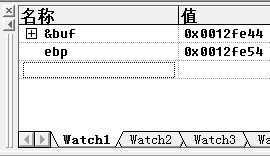 名称 值
&buf 0x0012fe44
ebp 0x0012fe54
Watch1 Watch2 Watch3